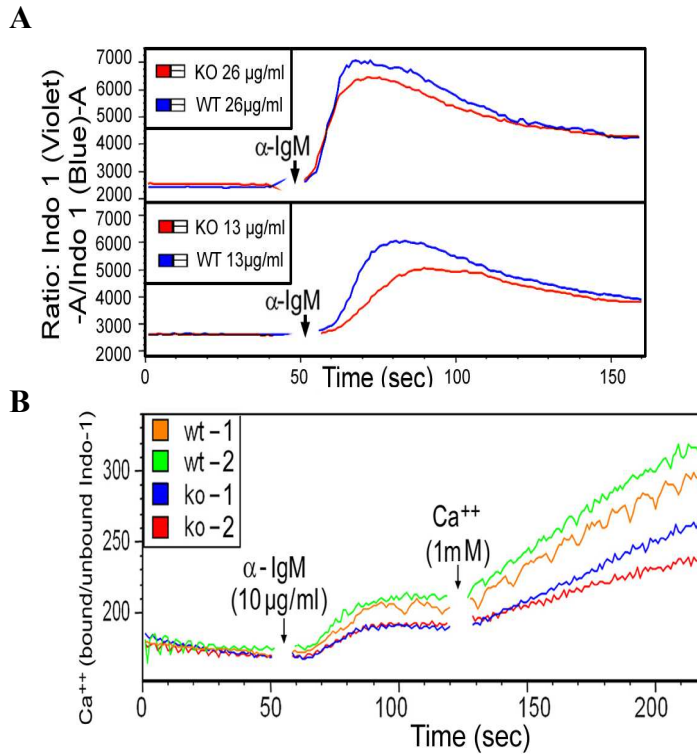 A
Ratio: Indo 1 (Violet)
-A/Indo 1 (Blue)-A
7000
6000
5000
4000
3000
2000
KO 26 µg/ml
WT 26µg/ml
α-IgM
7000
6000
5000
4000
3000
2000
KO 13 µg/ml
WT 13µg/ml
α-IgM
0 50 100 150
Time (sec)
B
Ca++ (bound/unbound Indo-1)
300
250
200
wt-1
wt-2
ko-1
ko-2
α-IgM
(10µg/ml)
Ca++
(1mM)
0 50 100 150 200
Time (sec)